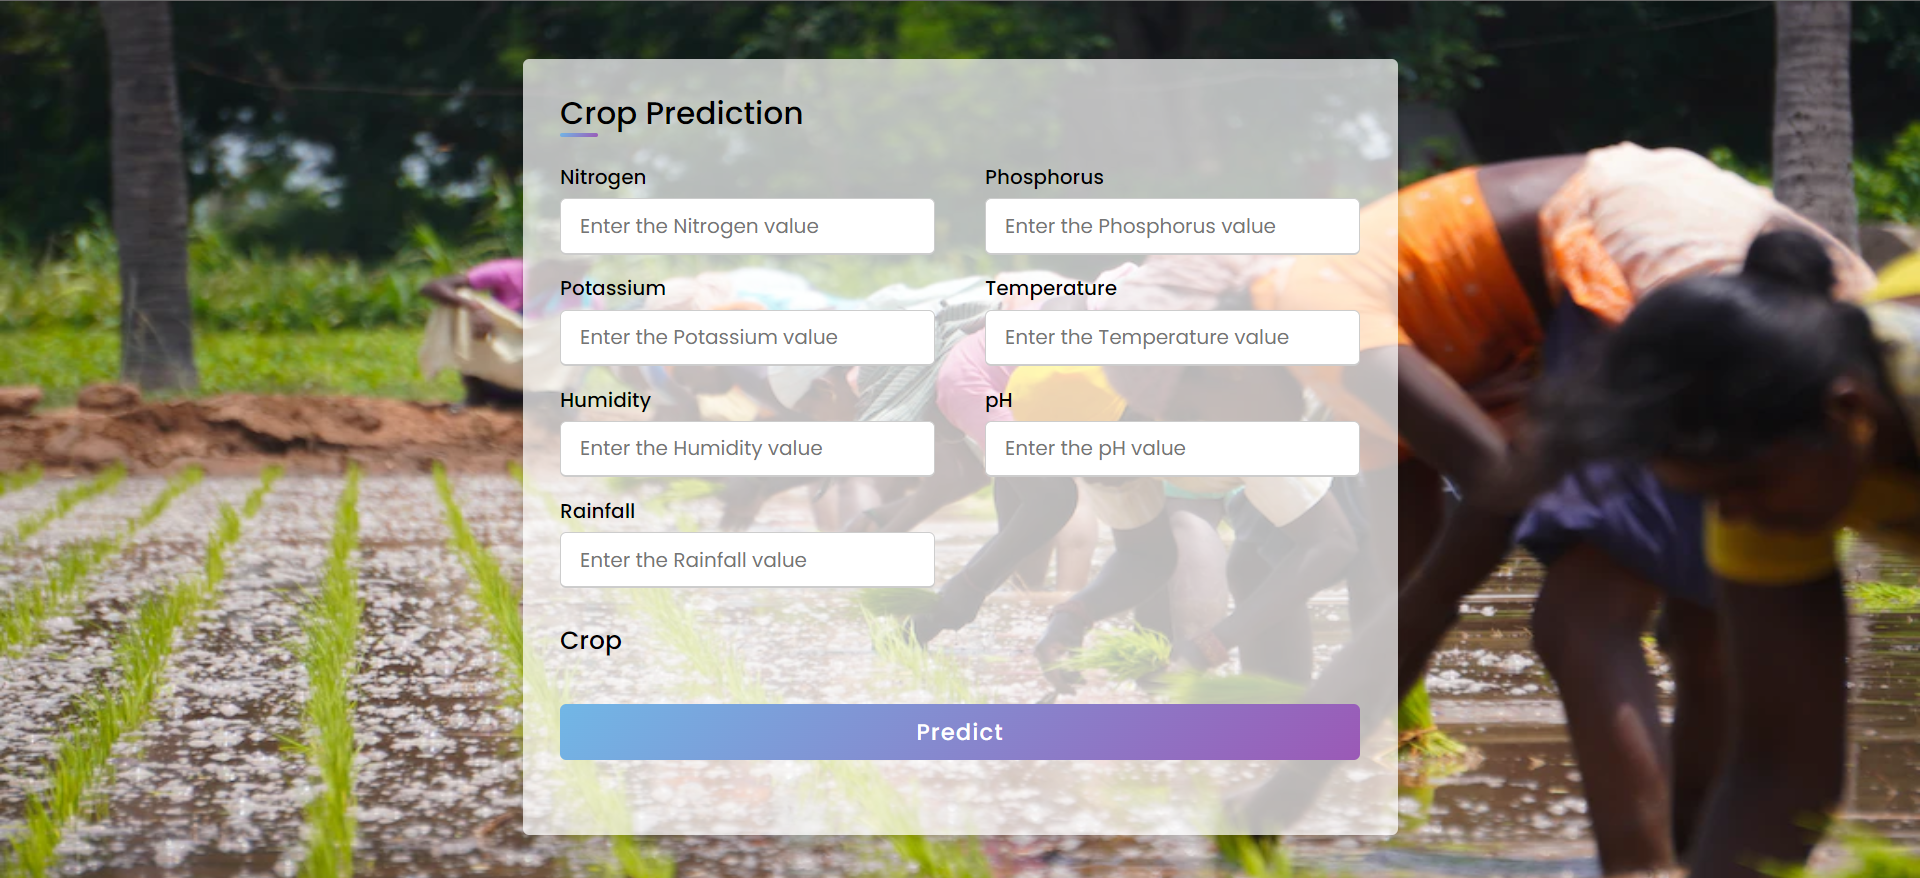 Crop Prediction
Nitrogen
Phosphorus
Enter the Nitrogen value
Enter the Phosphorus value
Potassium
Temperature
Enter the Potassium value
Enter the Temperature value
Humidity
pH
Enter the Humidity value
Enter the pH value
Rainfall
Enter the Rainfall value
Crop
Predict